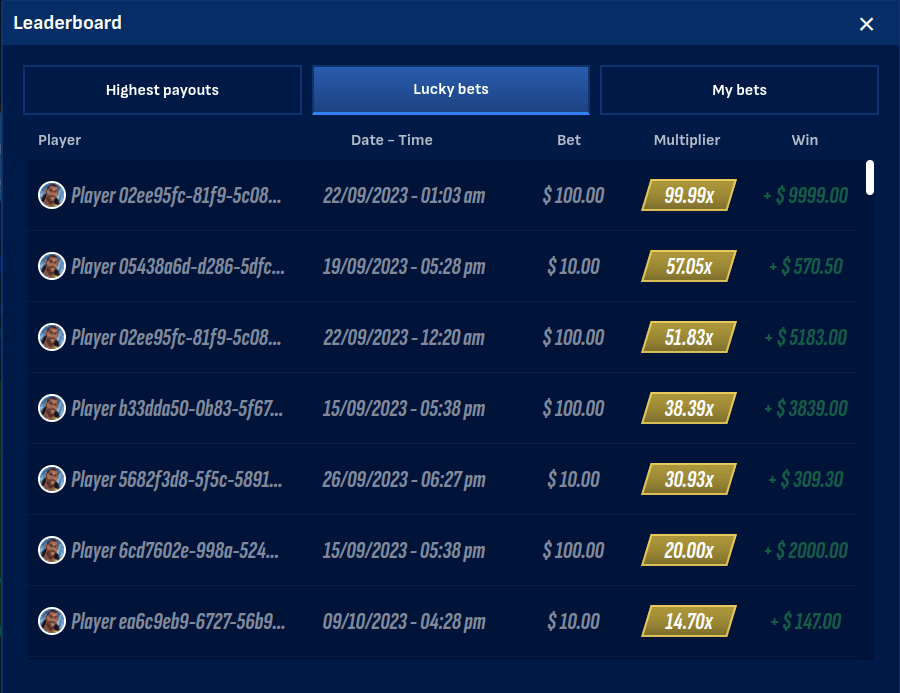 Leaderboard
Highest payouts Lucky bets My bets
Player Date - Time Bet Multiplier Win
Player 02ee95fc-81f9-5c08... 22/09/2023 - 01:03 am $ 100.00 99.99x + $ 9999.00
Player 05438a6d-d286-5dfc... 19/09/2023 - 05:28 pm $ 10.00 57.05x + $ 570.50
Player 02ee95fc-81f9-5c08... 22/09/2023 - 12:20 am $ 100.00 51.83x + $ 5183.00
Player b33dda50-0b83-5f67... 15/09/2023 - 05:38 pm $ 100.00 38.39x + $ 3839.00
Player 5682f3d8-5f5c-5891... 26/09/2023 - 06:27 pm $ 10.00 30.93x + $ 309.30
Player 6cd7602e-998a-524... 15/09/2023 - 05:38 pm $ 100.00 20.00x + $ 2000.00
Player ea6c9eb9-6727-56b9... 09/10/2023 - 04:28 pm $ 10.00 14.70x + $ 147.00